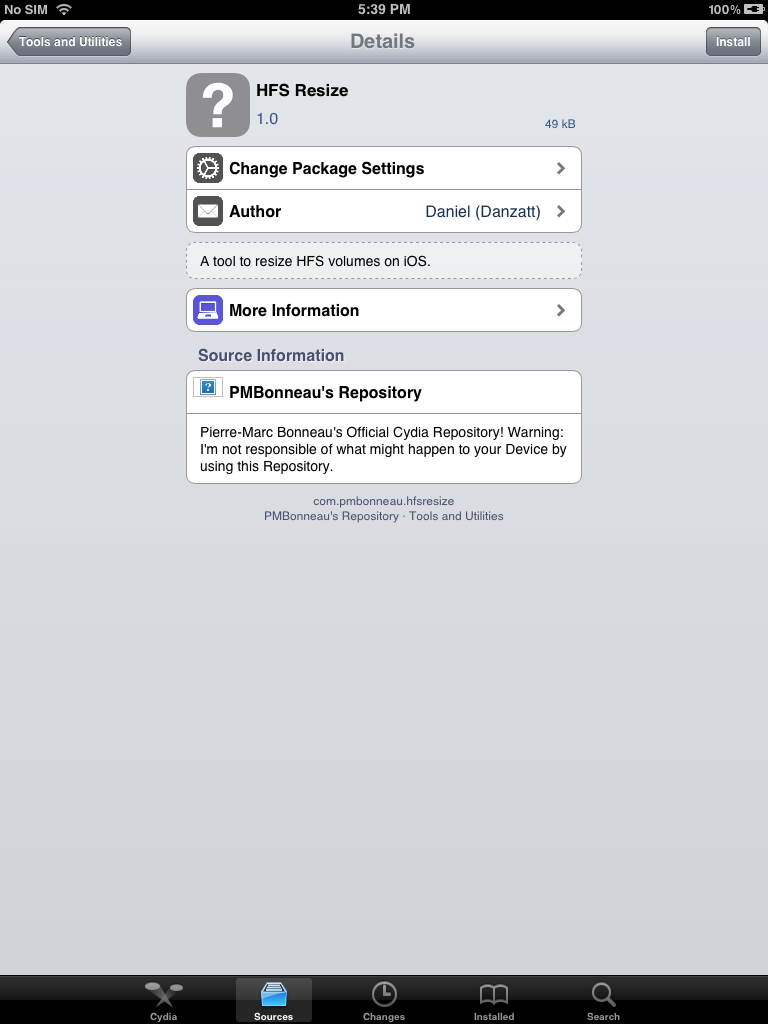 No SIM 5:39 PM 100%
Tools and Utilities Details Install
HFS Resize
1.0 49 kB
Change Package Settings
Author Daniel (Danzatt)
A tool to resize HFS volumes on iOS.
More Information
Source Information
PMBonneau's Repository
Pierre-Marc Bonneau's Official Cydia Repository! Warning:
I'm not responsible of what might happen to your Device by
using this Repository.
com.pmbonneau.hfsresize
PMBonneau's Repository · Tools and Utilities
Cydia Sources Changes Installed Search